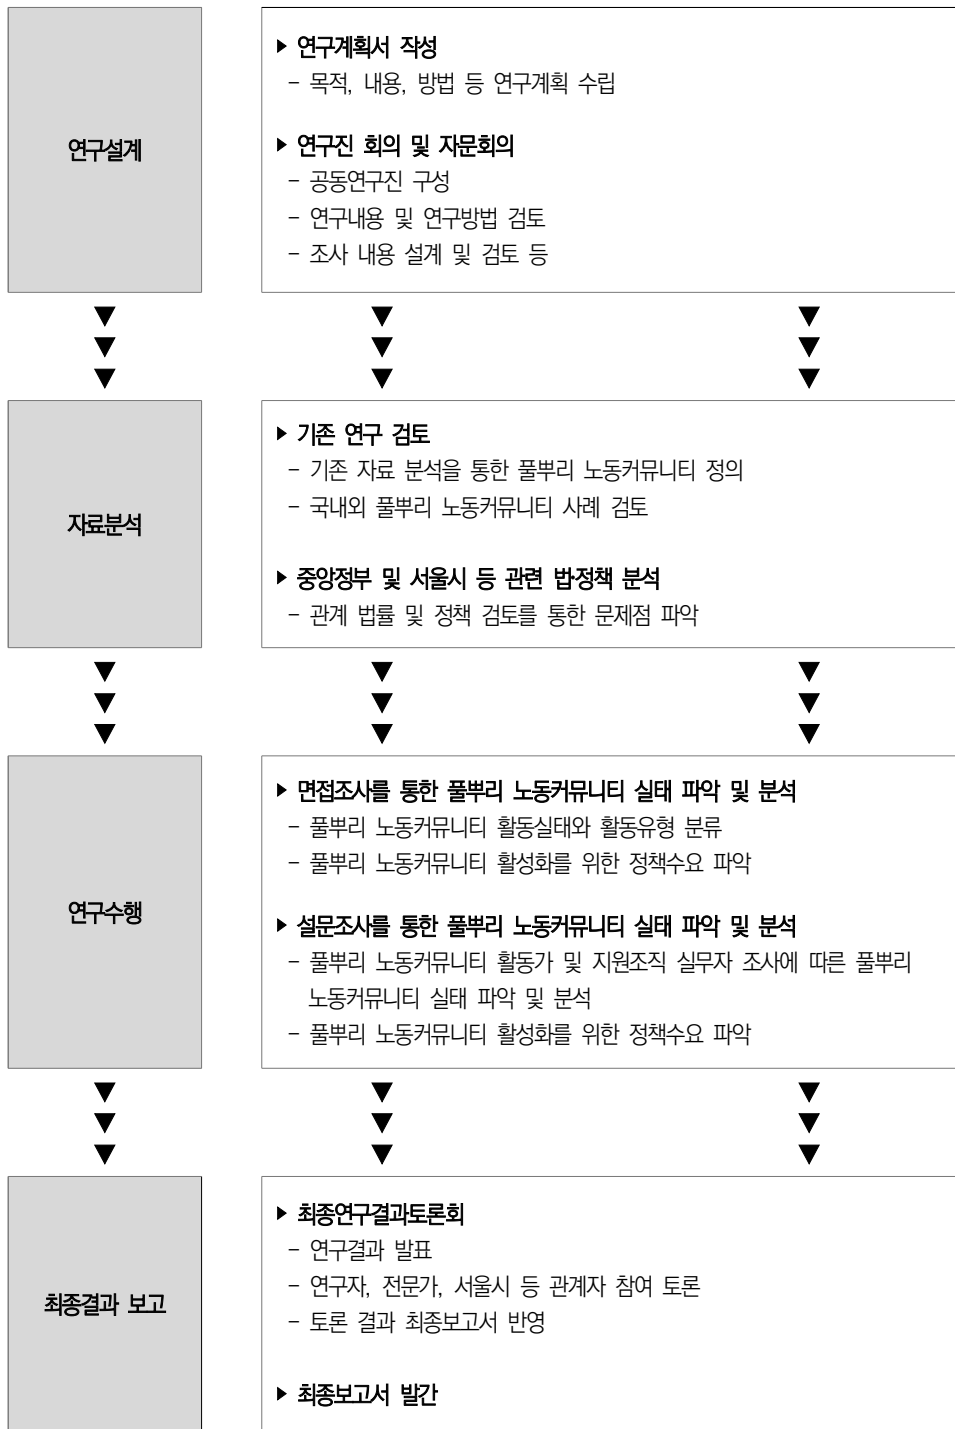 연구설계
▶ 연구계획서 작성
- 목적, 내용, 방법 등 연구계획 수립
▶ 연구진 회의 및 자문회의
- 공동연구진 구성
- 연구내용 및 연구방법 검토
- 조사 내용 설계 및 검토 등
▼ ▼ ▼
▼ ▼ ▼
▼ ▼ ▼
자료분석
▶ 기존 연구 검토
- 기존 자료 분석을 통한 풀뿌리 노동커뮤니티 정의
- 국내외 풀뿌리 노동커뮤니티 사례 검토
▶ 중앙정부 및 서울시 등 관련 법·정책 분석
- 관계 법률 및 정책 검토를 통한 문제점 파악
▼ ▼ ▼
▼ ▼ ▼
▼ ▼ ▼
연구수행
▶ 면접조사를 통한 풀뿌리 노동커뮤니티 실태 파악 및 분석
- 풀뿌리 노동커뮤니티 활동실태와 활동유형 분류
- 풀뿌리 노동커뮤니티 활성화를 위한 정책수요 파악
▶ 설문조사를 통한 풀뿌리 노동커뮤니티 실태 파악 및 분석
- 풀뿌리 노동커뮤니티 활동가 및 지원조직 실무자 조사에 따른 풀뿌리
노동커뮤니티 실태 파악 및 분석
- 풀뿌리 노동커뮤니티 활성화를 위한 정책수요 파악
▼ ▼ ▼
▼ ▼ ▼
▼ ▼ ▼
최종결과 보고
▶ 최종연구결과토론회
- 연구결과 발표
- 연구자, 전문가, 서울시 등 관계자 참여 토론
- 토론 결과 최종보고서 반영
▶ 최종보고서 발간